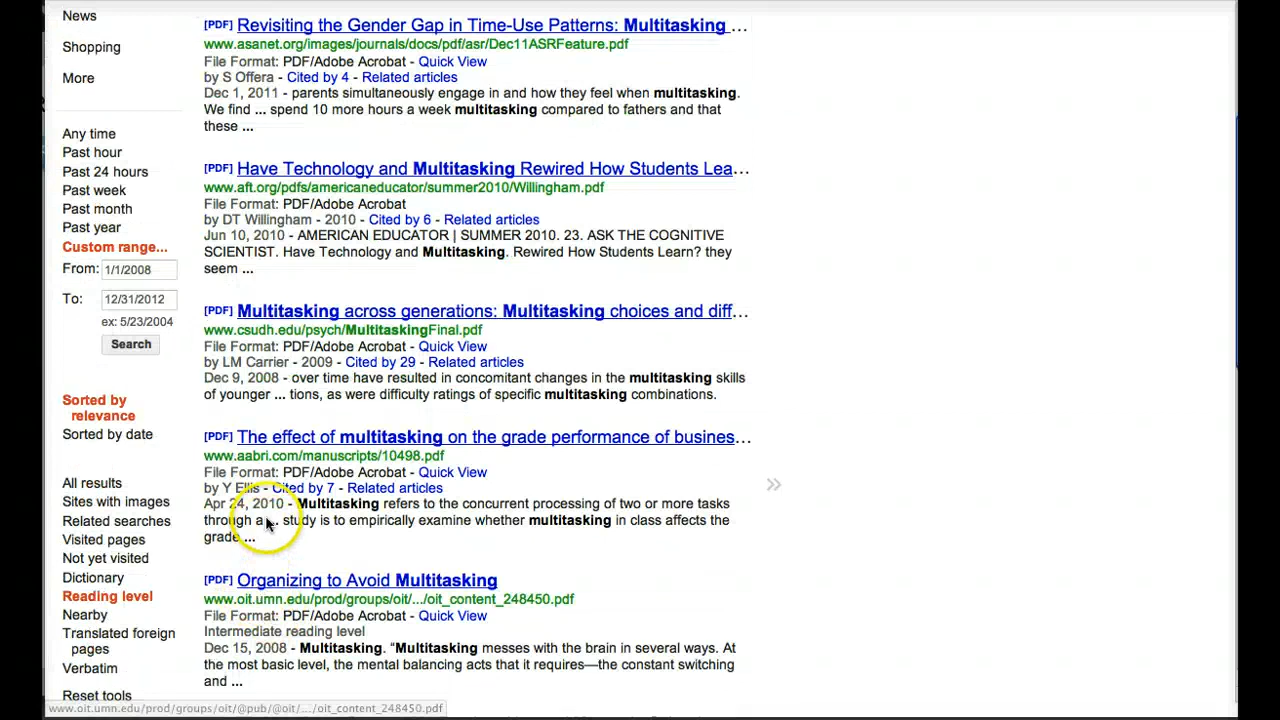 News
Shopping
More
Any time
Past hour
Past 24 hours
Past week
Past month
Past year
Custom range...
From: 1/1/2008
To: 12/31/2012
ex: 5/23/2004
Search
Sorted by
relevance
Sorted by date
All results
Sites with images
Related searches
Visited pages
Not yet visited
Dictionary
Reading level
Nearby
Translated foreign
pages
Verbatim
Reset tools
[PDF] Revisiting the Gender Gap in Time-Use Patterns: Multitasking ...
www.asanet.org/images/journals/docs/pdf/asr/Dec11ASRFeature.pdf
File Format: PDF/Adobe Acrobat - Quick View
by S Offera - Cited by 4 - Related articles
Dec 1, 2011 - parents simultaneously engage in and how they feel when multitasking.
We find ... spend 10 more hours a week multitasking compared to fathers and that
these ...
[PDF] Have Technology and Multitasking Rewired How Students Lea...
www.aft.org/pdfs/americaneducator/summer2010/Willingham.pdf
File Format: PDF/Adobe Acrobat
by DT Willingham - 2010 - Cited by 6 - Related articles
Jun 10, 2010 - AMERICAN EDUCATOR | SUMMER 2010. 23. ASK THE COGNITIVE
SCIENTIST. Have Technology and Multitasking. Rewired How Students Learn? they
seem ...
[PDF] Multitasking across generations: Multitasking choices and diff...
www.csudh.edu/psych/MultitaskingFinal.pdf
File Format: PDF/Adobe Acrobat - Quick View
by LM Carrier - 2009 - Cited by 29 - Related articles
Dec 9, 2008 - over time have resulted in concomitant changes in the multitasking skills
of younger ... tions, as were difficulty ratings of specific multitasking combinations.
[PDF] The effect of multitasking on the grade performance of busines...
www.aabri.com/manuscripts/10498.pdf
File Format: PDF/Adobe Acrobat - Quick View
by Y Ellis - Cited by 7 - Related articles
Apr 24, 2010 - Multitasking refers to the concurrent processing of two or more tasks
through a ... study is to empirically examine whether multitasking in class affects the
grade ...
[PDF] Organizing to Avoid Multitasking
www.oit.umn.edu/prod/groups/oit/.../oit_content_248450.pdf
File Format: PDF/Adobe Acrobat - Quick View
Intermediate reading level
Dec 15, 2008 - Multitasking. "Multitasking messes with the brain in several ways. At
the most basic level, the mental balancing acts that it requires—the constant switching
and ...
www.oit.umn.edu/prod/groups/oit/@pub/@oit/.../oit_content_248450.pdf